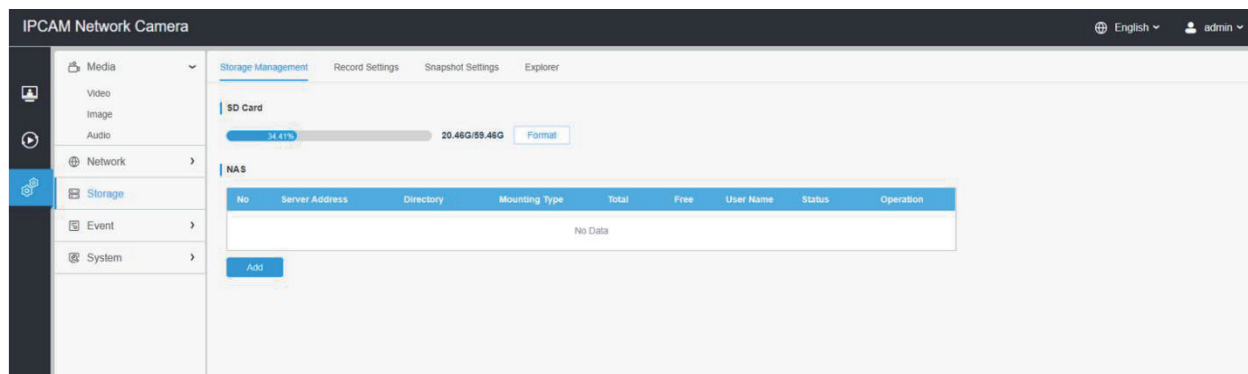 IPCAM Network Camera
English
admin
Media
Video
Image
Audio
Network
Storage
Event
System
Storage Management Record Settings Snapshot Settings Explorer
SD Card
34.41% 20.46G/59.46G Format
NAS
No Server Address Directory Mounting Type Total Free User Name Status Operation
No Data
Add